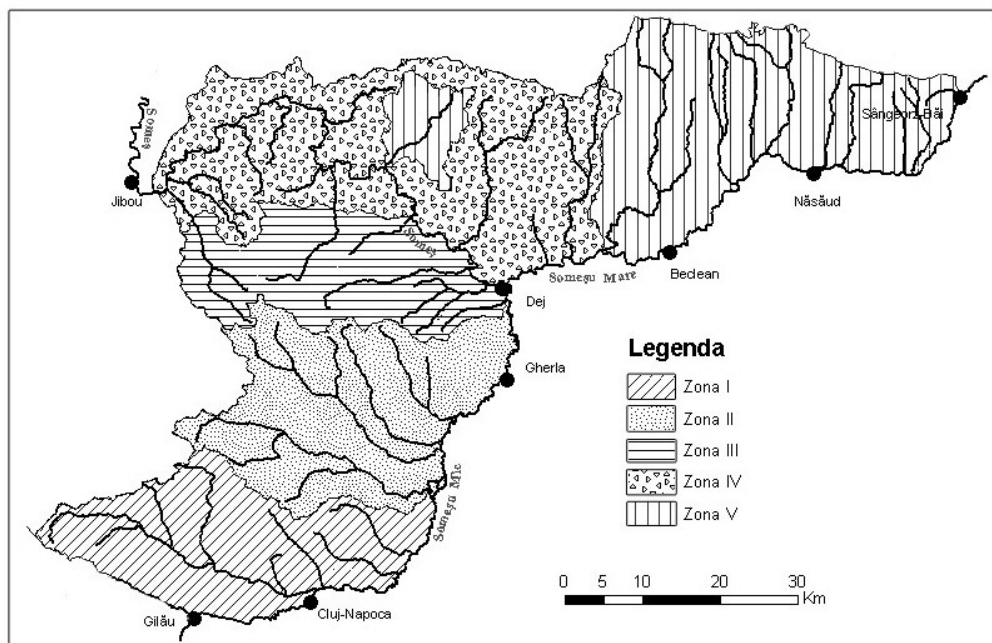 Someș
Jibou
Sângeorz-Băi
Năsăud
Beclean
Someș
Someșu Mare
Dej
Gherla
Someșu Mic
Cluj-Napoca
Gilău
Legenda
Zona I
Zona II
Zona III
Zona IV
Zona V
0 5 10 20 30
Km